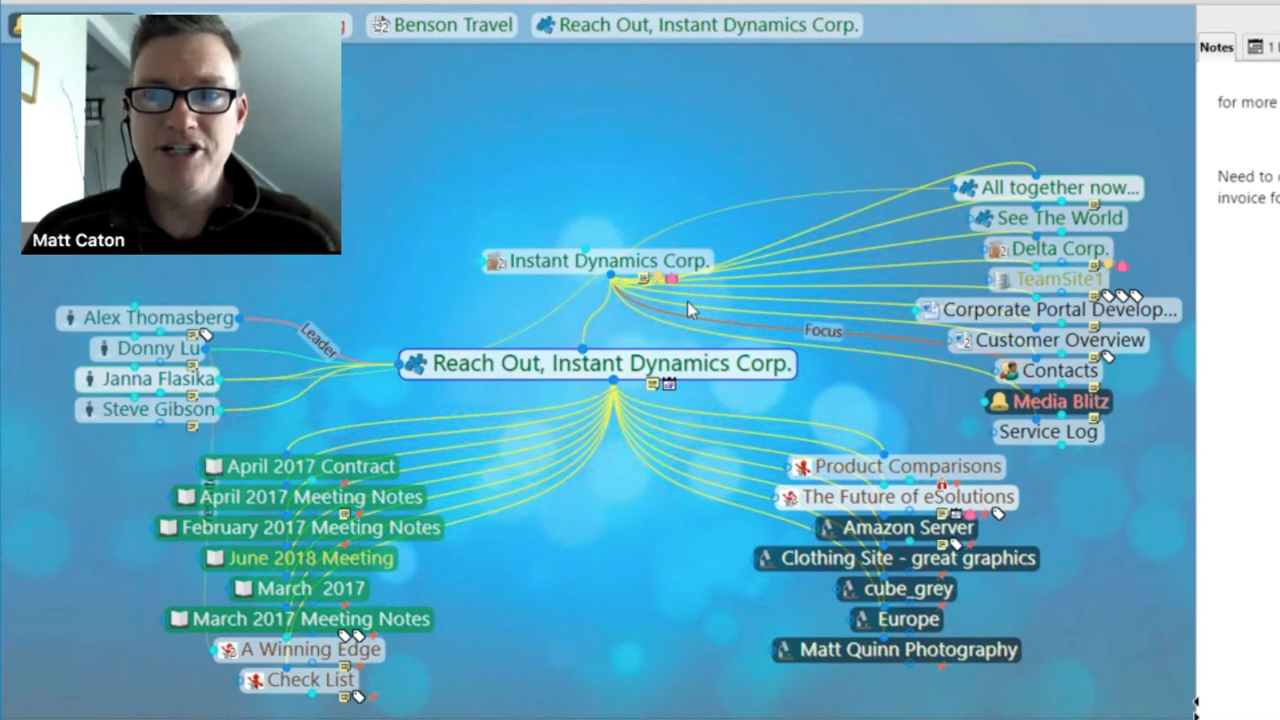 Benson Travel
Reach Out, Instant Dynamics Corp.
Notes
1
for more
Need to
invoice fo
Matt Caton
All together now...
See The World
Delta Corp.
TeamSite1
Corporate Portal Develop...
Customer Overview
Contacts
Media Blitz
Service Log
Instant Dynamics Corp.
Focus
Alex Thomasberg
Donny Lu
Janna Flasika
Steve Gibson
Leader
Reach Out, Instant Dynamics Corp.
April 2017 Contract
April 2017 Meeting Notes
February 2017 Meeting Notes
June 2018 Meeting
March 2017
March 2017 Meeting Notes
A Winning Edge
Check List
Product Comparisons
The Future of eSolutions
Amazon Server
Clothing Site - great graphics
cube_grey
Europe
Matt Quinn Photography